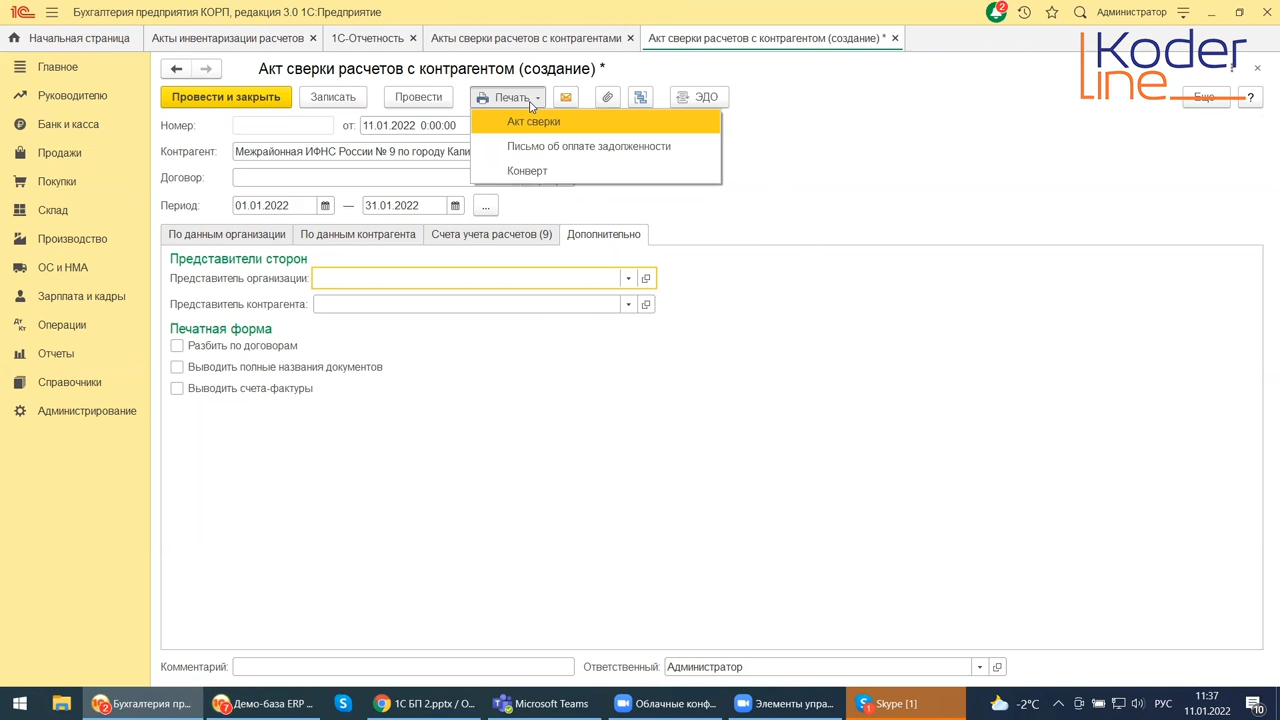 Бухгалтерия предприятия КОРП, редакция 3.0 1С:Предприятие
2
Администратор
Начальная страница
Акты инвентаризации расчетов ×
1С-Отчетность ×
Акты сверки расчетов с контрагентами ×
Акт сверки расчетов с контрагентом (создание) * ×
Koder
line
Акт сверки расчетов с контрагентом (создание) *
Провести и закрыть
Записать
Провести
Печать
ЭДО
Еще
?
Номер:
от: 11.01.2022 0:00:00
Акт сверки
Письмо об оплате задолженности
Конверт
Контрагент: Межрайонная ИФНС России № 9 по городу Кали
Договор:
Период: 01.01.2022 — 31.01.2022 ...
По данным организации
По данным контрагента
Счета учета расчетов (9)
Дополнительно
Представители сторон
Представитель организации:
Представитель контрагента:
Печатная форма
Разбить по договорам
Выводить полные названия документов
Выводить счета-фактуры
Комментарий:
Ответственный: Администратор
Главное
Руководителю
Банк и касса
Продажи
Покупки
Склад
Производство
ОС и НМА
Зарплата и кадры
Дт
Кт
Операции
Отчеты
Справочники
Администрирование
2
Бухгалтерия пр...
7
Демо-база ERP ...
1С БП 2.pptx / O...
Microsoft Teams
Облачные конф...
Элементы упра...
Skype [1]
-2°C
РУС
11:37
11.01.2022
10